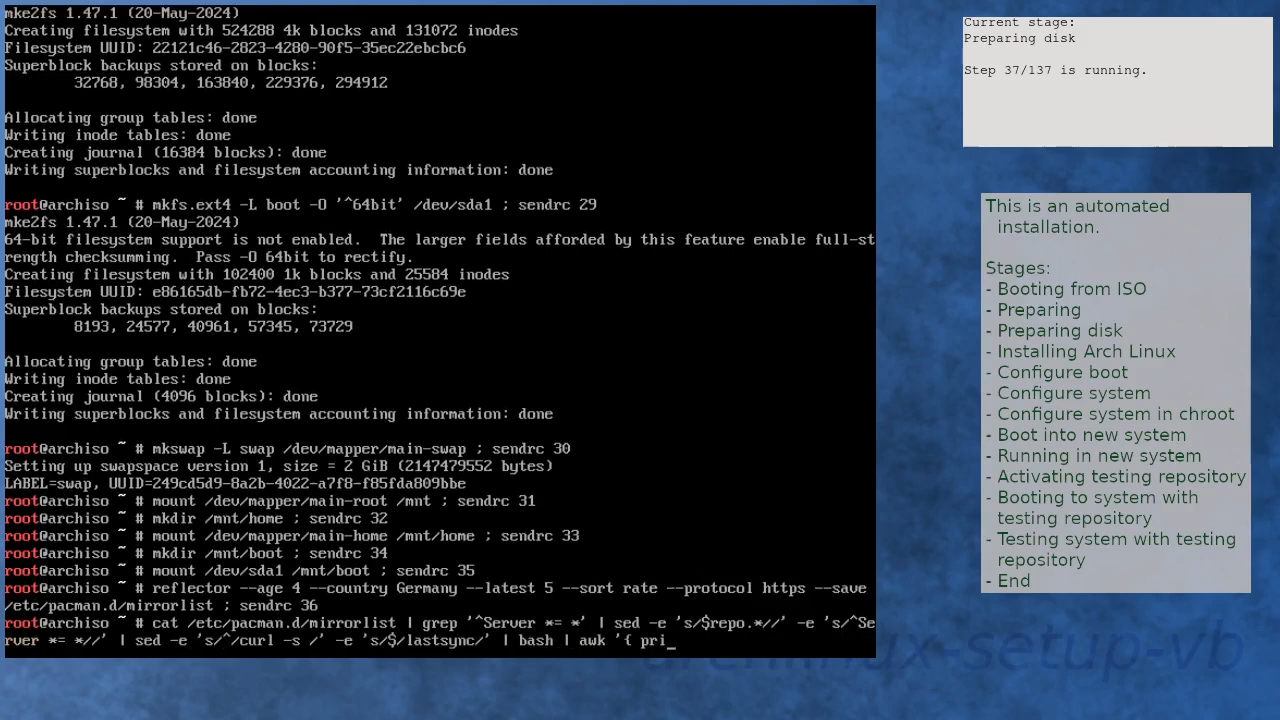 mke2fs 1.47.1 (20-May-2024)
Creating filesystem with 524288 4k blocks and 131072 inodes
Filesystem UUID: 22121c46-2823-4280-90f5-35ec22ebcbc6
Superblock backups stored on blocks:
        32768, 98304, 163840, 229376, 294912

Allocating group tables: done
Writing inode tables: done
Creating journal (16384 blocks): done
Writing superblocks and filesystem accounting information: done

root@archiso ~ # mkfs.ext4 -L boot -O '^64bit' /dev/sda1 ; sendrc 29
mke2fs 1.47.1 (20-May-2024)
64-bit filesystem support is not enabled.  The larger fields afforded by this feature enable full-st
rength checksumming.  Pass -O 64bit to rectify.
Creating filesystem with 102400 1k blocks and 25584 inodes
Filesystem UUID: e86165db-fb72-4ec3-b377-73cf2116c69e
Superblock backups stored on blocks:
        8193, 24577, 40961, 57345, 73729

Allocating group tables: done
Writing inode tables: done
Creating journal (4096 blocks): done
Writing superblocks and filesystem accounting information: done

root@archiso ~ # mkswap -L swap /dev/mapper/main-swap ; sendrc 30
Setting up swapspace version 1, size = 2 GiB (2147479552 bytes)
LABEL=swap, UUID=249cd5d9-8a2b-4022-a7f8-f85fda809bbe
root@archiso ~ # mount /dev/mapper/main-root /mnt ; sendrc 31
root@archiso ~ # mkdir /mnt/home ; sendrc 32
root@archiso ~ # mount /dev/mapper/main-home /mnt/home ; sendrc 33
root@archiso ~ # mkdir /mnt/boot ; sendrc 34
root@archiso ~ # mount /dev/sda1 /mnt/boot ; sendrc 35
root@archiso ~ # reflector --age 4 --country Germany --latest 5 --sort rate --protocol https --save
/etc/pacman.d/mirrorlist ; sendrc 36
root@archiso ~ # cat /etc/pacman.d/mirrorlist | grep '^Server *= *' | sed -e 's/$repo.*//' -e 's/^Se
rver *= *//' | sed -e 's/^/curl -s /' -e 's/$/lastsync/' | bash | awk '{ pri_
Current stage:
Preparing disk

Step 37/137 is running.
This is an automated
installation.

Stages:
- Booting from ISO
- Preparing
- Preparing disk
- Installing Arch Linux
- Configure boot
- Configure system
- Configure system in chroot
- Boot into new system
- Running in new system
- Activating testing repository
- Booting to system with
testing repository
- Testing system with testing
repository
- End
archlinux-setup-vb